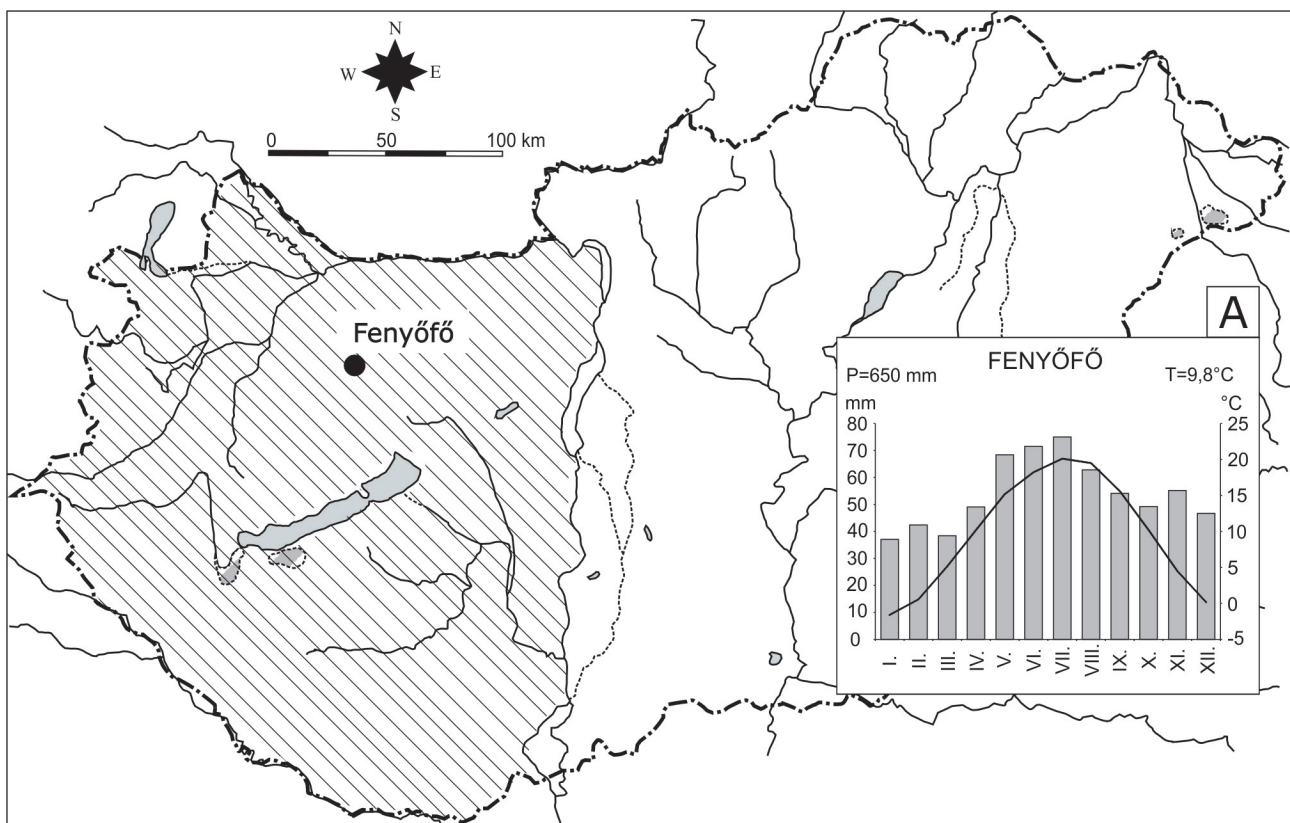 N
W E
S
0 50 100 km
Fenyőfő
A
FENYŐFŐ
P=650 mm T=9,8°C
mm °C
80 25
70 20
60 15
50 10
40 5
30 0
20 -5
10
0
I. II. III. IV. V. VI. VII. VIII. IX. X. XI. XII.